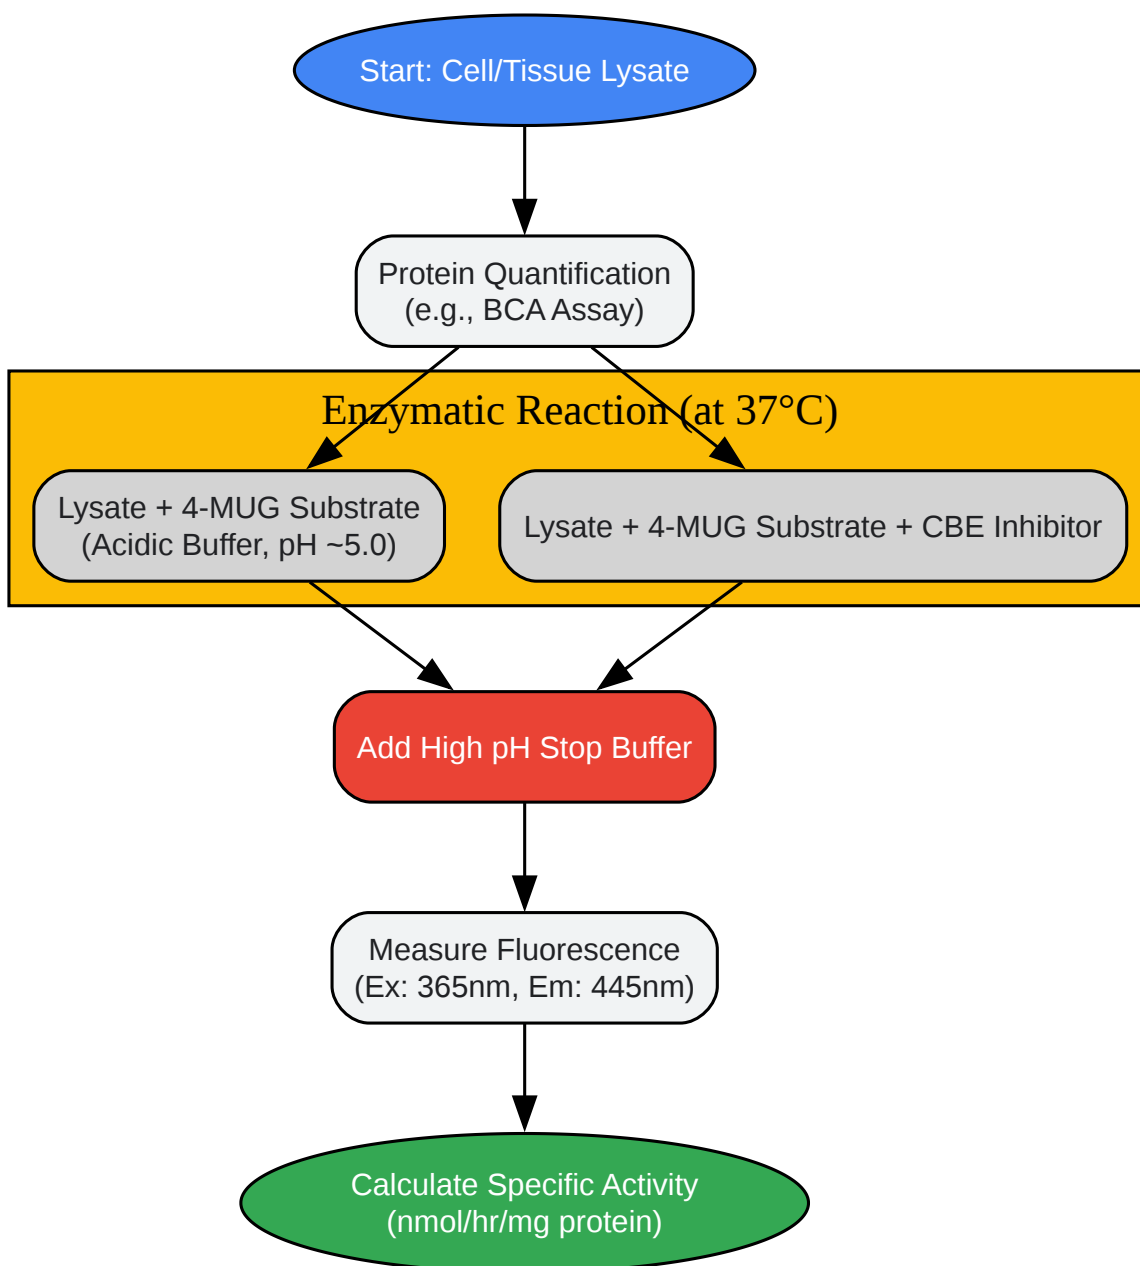 Start: Cell/Tissue Lysate
Protein Quantification
(e.g., BCA Assay)
Enzymatic Reaction (at 37°C)
Lysate + 4-MUG Substrate
(Acidic Buffer, pH ~5.0)
Lysate + 4-MUG Substrate + CBE Inhibitor
Add High pH Stop Buffer
Measure Fluorescence
(Ex: 365nm, Em: 445nm)
Calculate Specific Activity
(nmol/hr/mg protein)